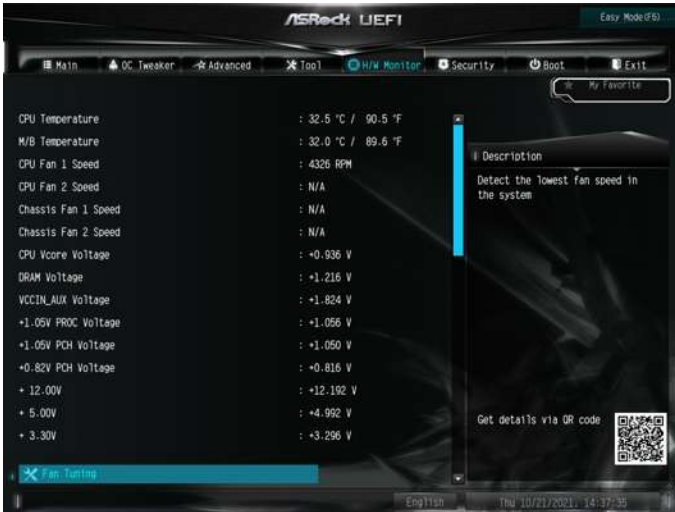 ASRock UEFI
Easy Mode(F6)
Main
OC Tweaker
Advanced
Tool
H/W Monitor
Security
Boot
Exit
My Favorite
CPU Temperature : 32.5 °C / 90.5 °F
M/B Temperature : 32.0 °C / 89.6 °F
CPU Fan 1 Speed : 4326 RPM
CPU Fan 2 Speed : N/A
Chassis Fan 1 Speed : N/A
Chassis Fan 2 Speed : N/A
CPU Vcore Voltage : +0.936 V
DRAM Voltage : +1.216 V
VCCIN_AUX Voltage : +1.824 V
+1.05V PROC Voltage : +1.056 V
+1.05V PCH Voltage : +1.050 V
+0.82V PCH Voltage : +0.816 V
+ 12.00V : +12.192 V
+ 5.00V : +4.992 V
+ 3.30V : +3.296 V
Fan Tuning
Description
Detect the lowest fan speed in
the system
Get details via QR code
English
Thu 10/21/2021. 14:37:35